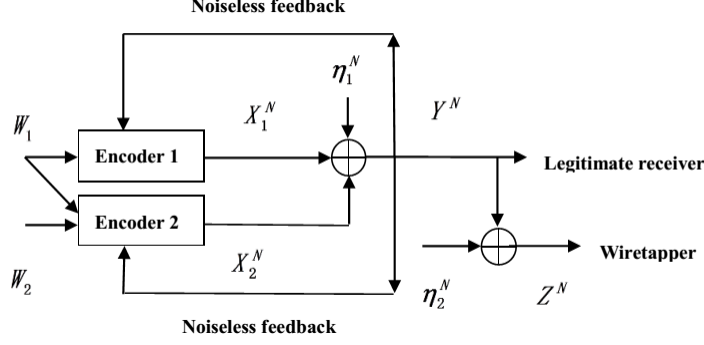 Noiseless feedback
η₁ᴺ
X₁ᴺ
Yᴺ
W₁
Encoder 1
Legitimate receiver
Encoder 2
Wiretapper
X₂ᴺ
W₂
η₂ᴺ
Zᴺ
Noiseless feedback